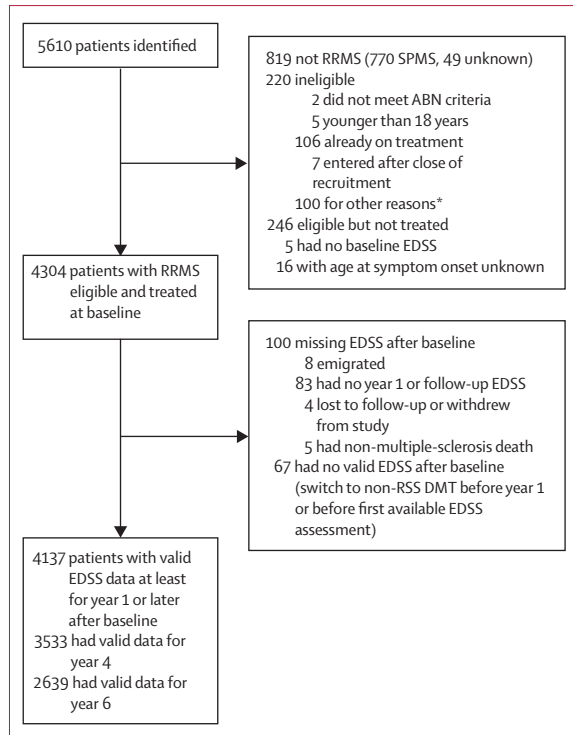 5610 patients identified
819 not RRMS (770 SPMS, 49 unknown)
220 ineligible
2 did not meet ABN criteria
5 younger than 18 years
106 already on treatment
7 entered after close of
recruitment
100 for other reasons*
246 eligible but not treated
5 had no baseline EDSS
16 with age at symptom onset unknown
4304 patients with RRMS
eligible and treated
at baseline
100 missing EDSS after baseline
8 emigrated
83 had no year 1 or follow-up EDSS
4 lost to follow-up or withdrew
from study
5 had non-multiple-sclerosis death
67 had no valid EDSS after baseline
(switch to non-RSS DMT before year 1
or before first available EDSS
assessment)
4137 patients with valid
EDSS data at least
for year 1 or later
after baseline
3533 had valid data for
year 4
2639 had valid data for
year 6